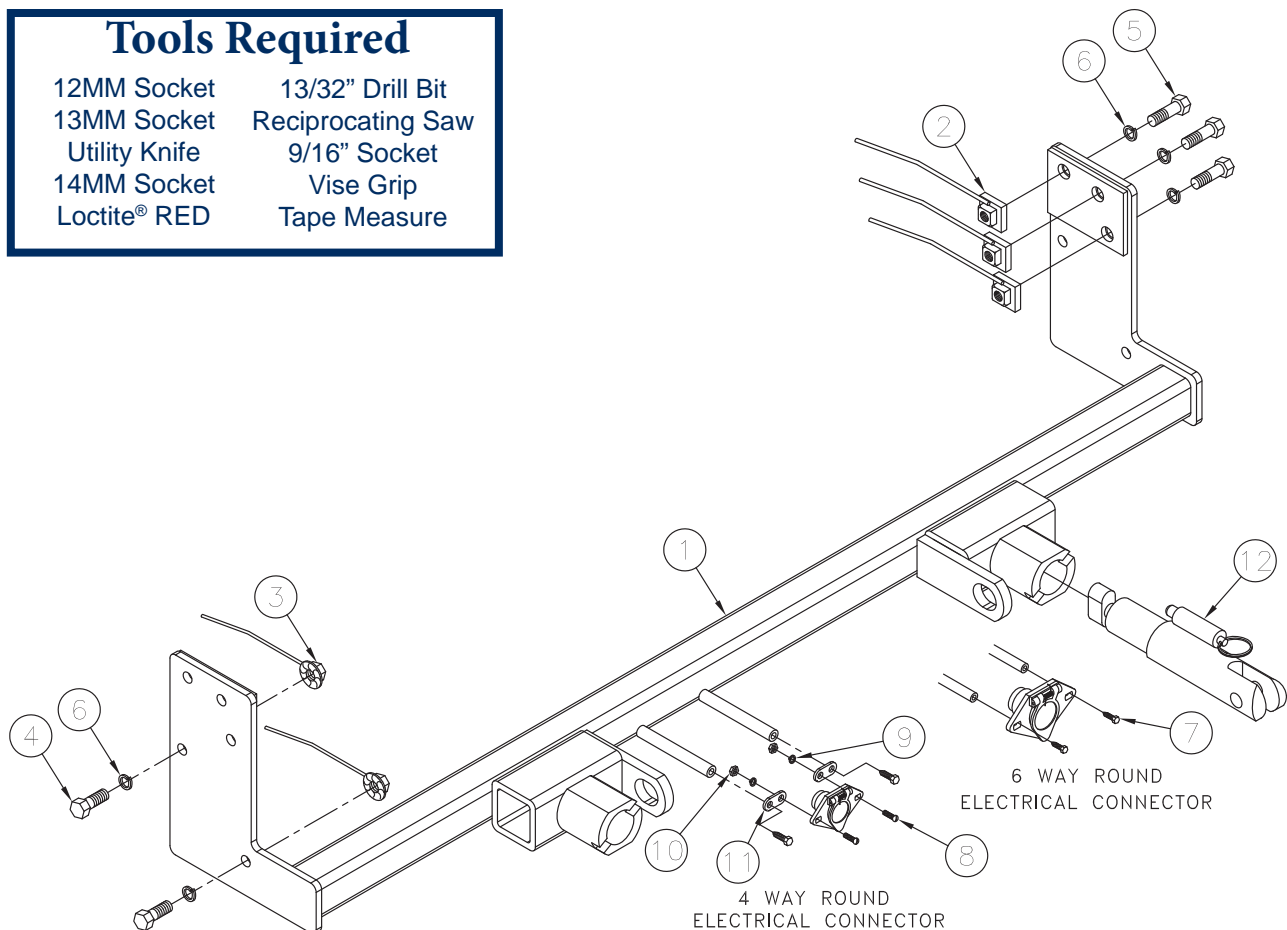 Tools Required
12MM Socket
13MM Socket
Utility Knife
14MM Socket
Loctite® RED
13/32” Drill Bit
Reciprocating Saw
9/16” Socket
Vise Grip
Tape Measure
5
6
2
1
12
3
6
4
9
7
6 WAY ROUND
ELECTRICAL CONNECTOR
10
11
8
4 WAY ROUND
ELECTRICAL CONNECTOR